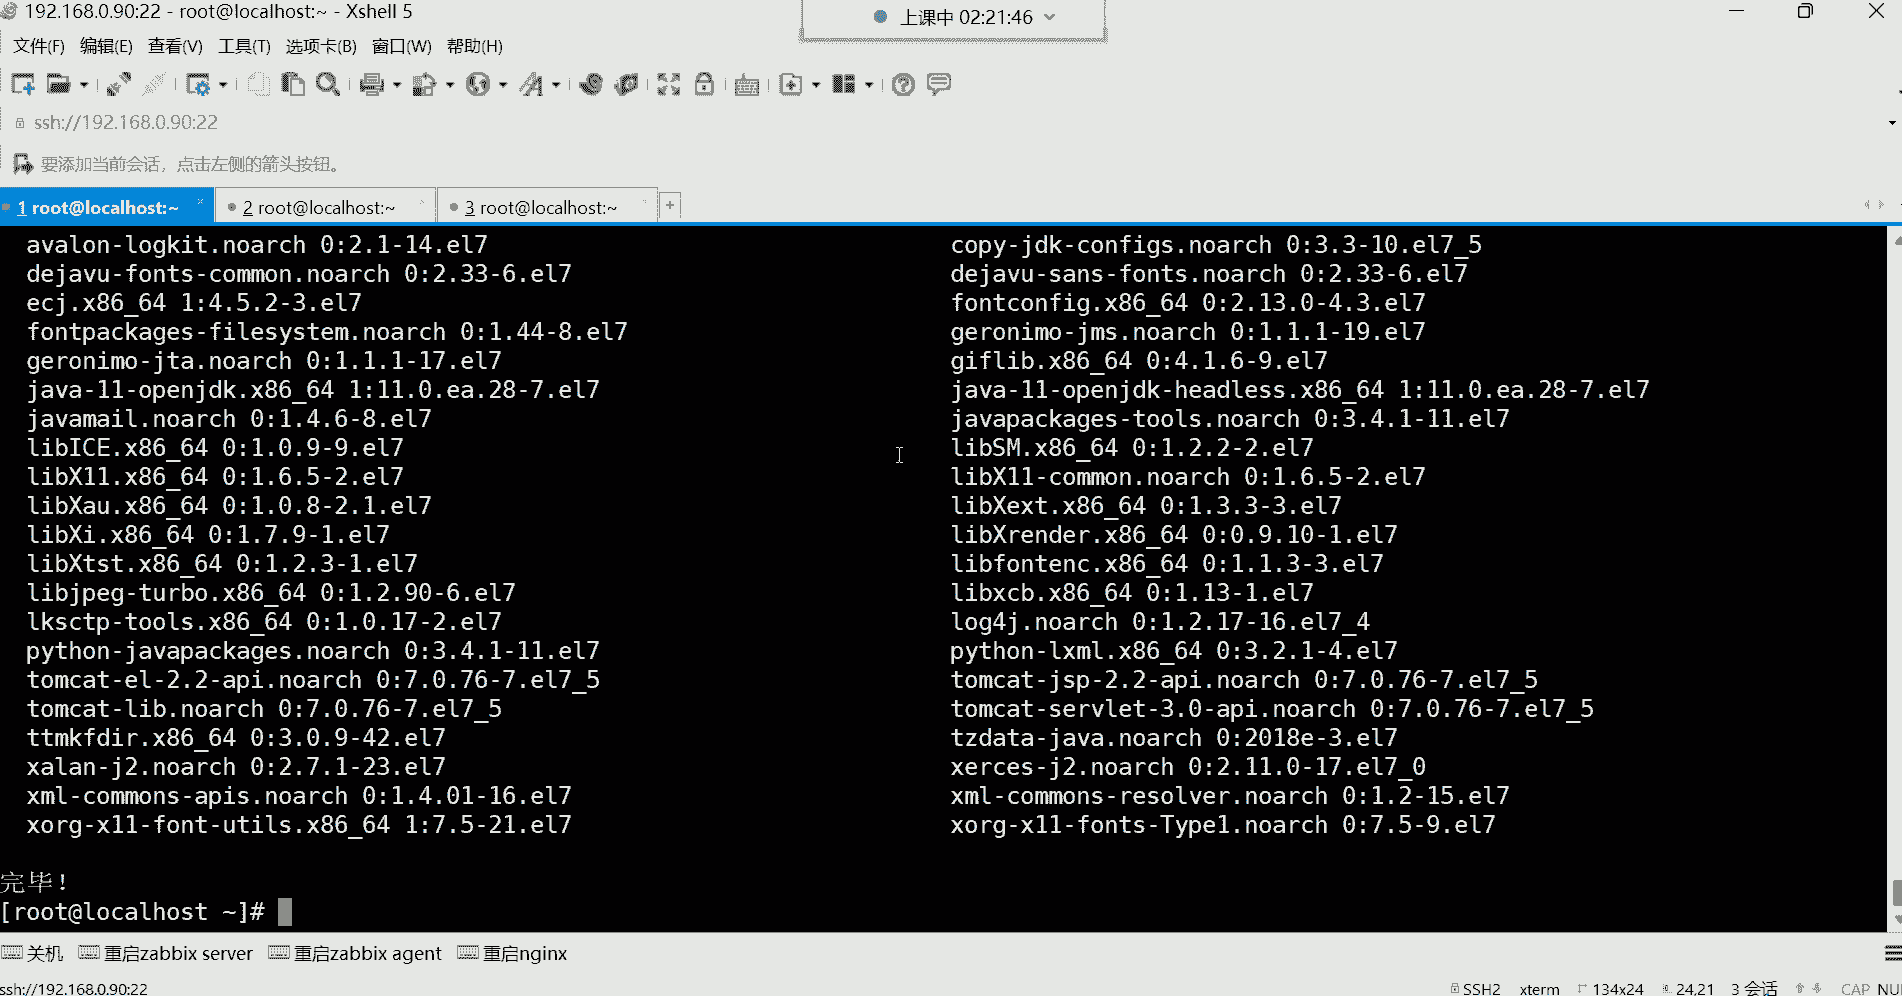 192.168.0.90:22 - root@localhost:~ - Xshell 5
上课中 02:21:46
文件(F) 编辑(E) 查看(V) 工具(T) 选项卡(B) 窗口(W) 帮助(H)
ssh://192.168.0.90:22
要添加当前会话，点击左侧的箭头按钮。
1 root@localhost:~ 2 root@localhost:~ 3 root@localhost:~
avalon-logkit.noarch 0:2.1-14.el7 copy-jdk-configs.noarch 0:3.3-10.el7_5
dejavu-fonts-common.noarch 0:2.33-6.el7 dejavu-sans-fonts.noarch 0:2.33-6.el7
ecj.x86_64 1:4.5.2-3.el7 fontconfig.x86_64 0:2.13.0-4.3.el7
fontpackages-filesystem.noarch 0:1.44-8.el7 geronimo-jms.noarch 0:1.1.1-19.el7
geronimo-jta.noarch 0:1.1.1-17.el7 giflib.x86_64 0:4.1.6-9.el7
java-11-openjdk.x86_64 1:11.0.ea.28-7.el7 java-11-openjdk-headless.x86_64 1:11.0.ea.28-7.el7
javamail.noarch 0:1.4.6-8.el7 javapackages-tools.noarch 0:3.4.1-11.el7
libICE.x86_64 0:1.0.9-9.el7 libSM.x86_64 0:1.2.2-2.el7
libX11.x86_64 0:1.6.5-2.el7 libX11-common.noarch 0:1.6.5-2.el7
libXau.x86_64 0:1.0.8-2.1.el7 libXext.x86_64 0:1.3.3-3.el7
libXi.x86_64 0:1.7.9-1.el7 libXrender.x86_64 0:0.9.10-1.el7
libXtst.x86_64 0:1.2.3-1.el7 libfontenc.x86_64 0:1.1.3-3.el7
libjpeg-turbo.x86_64 0:1.2.90-6.el7 libxcb.x86_64 0:1.13-1.el7
lksctp-tools.x86_64 0:1.0.17-2.el7 log4j.noarch 0:1.2.17-16.el7_4
python-javapackages.noarch 0:3.4.1-11.el7 python-lxml.x86_64 0:3.2.1-4.el7
tomcat-el-2.2-api.noarch 0:7.0.76-7.el7_5 tomcat-jsp-2.2-api.noarch 0:7.0.76-7.el7_5
tomcat-lib.noarch 0:7.0.76-7.el7_5 tomcat-servlet-3.0-api.noarch 0:7.0.76-7.el7_5
ttmkfdir.x86_64 0:3.0.9-42.el7 tzdata-java.noarch 0:2018e-3.el7
xalan-j2.noarch 0:2.7.1-23.el7 xerces-j2.noarch 0:2.11.0-17.el7_0
xml-commons-apis.noarch 0:1.4.01-16.el7 xml-commons-resolver.noarch 0:1.2-15.el7
xorg-x11-font-utils.x86_64 1:7.5-21.el7 xorg-x11-fonts-Type1.noarch 0:7.5-9.el7
完毕！
[root@localhost ~]#
关机 重启zabbix server 重启zabbix agent 重启nginx
ssh://192.168.0.90:22 SSH2 xterm 134x24 24,21 3 会话 CAP NU